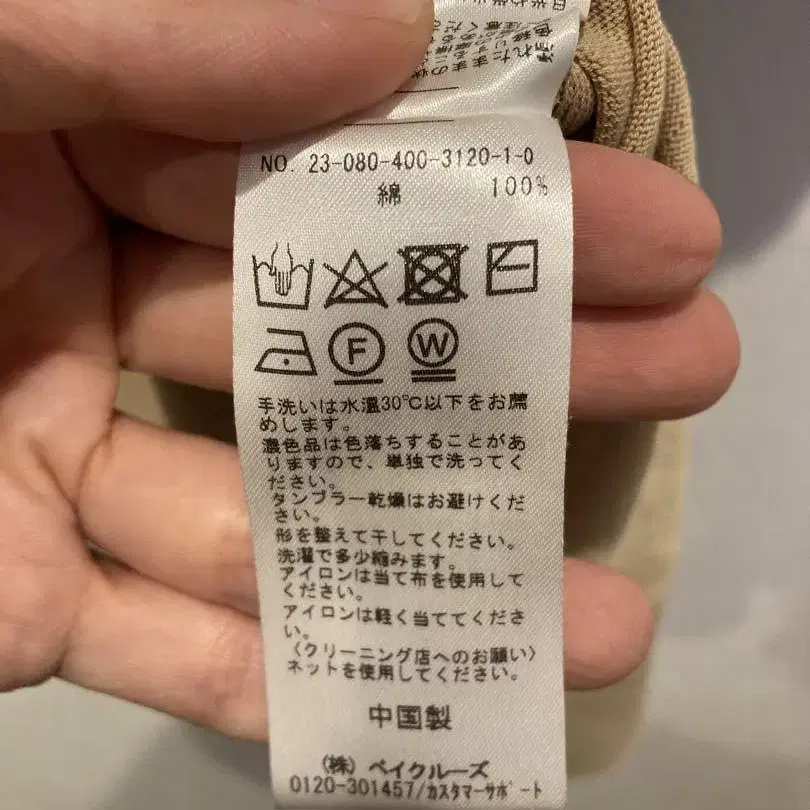 NO. 23-080-400-3120-1-0
綿 100%
F W
手洗いは水温30℃以下をお薦
めします。
濃色品は色落ちすることがあ
りますので、単独で洗ってく
ださい。
タンブラー乾燥はお避けくだ
さい。
形を整えて干してください。
洗濯で多少縮みます。
アイロンは当て布を使用して
ください。
アイロンは軽く当ててくださ
い。
〈クリーニング店へのお願い〉
ネットを使用してください。
中国製
(株) ベイクルーズ
0120-301457/カスタマーサポート